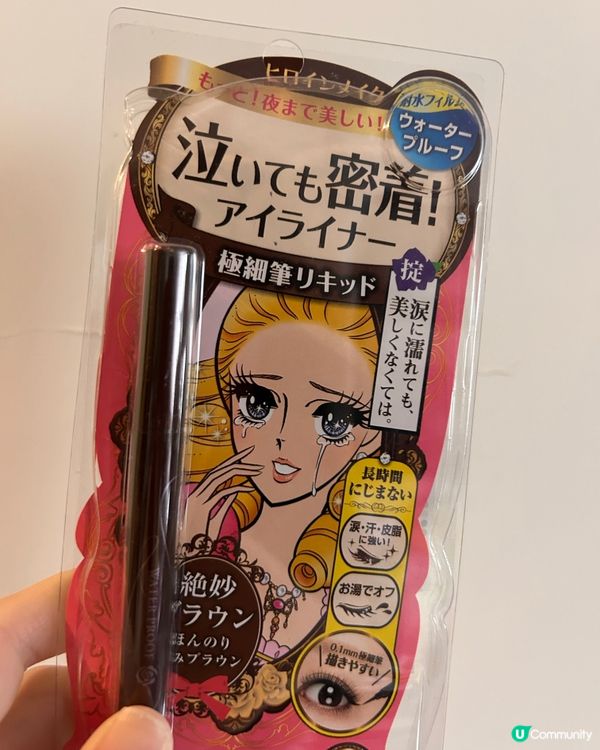 ヒロインメイク
もっと!夜まで美しい!
耐水フィルム
ウォーター
プルーフ
泣いても密着!
アイライナー
極細筆リキッド
掟
涙に濡れても、
美しくなくては。
長時間
にじまない
涙・汗・皮脂
に強い!
お湯でオフ
0.1mm極細筆
描きやすい
絶妙
ブラウン
ほんのり
みブラウン
WATER PROOF
U Community